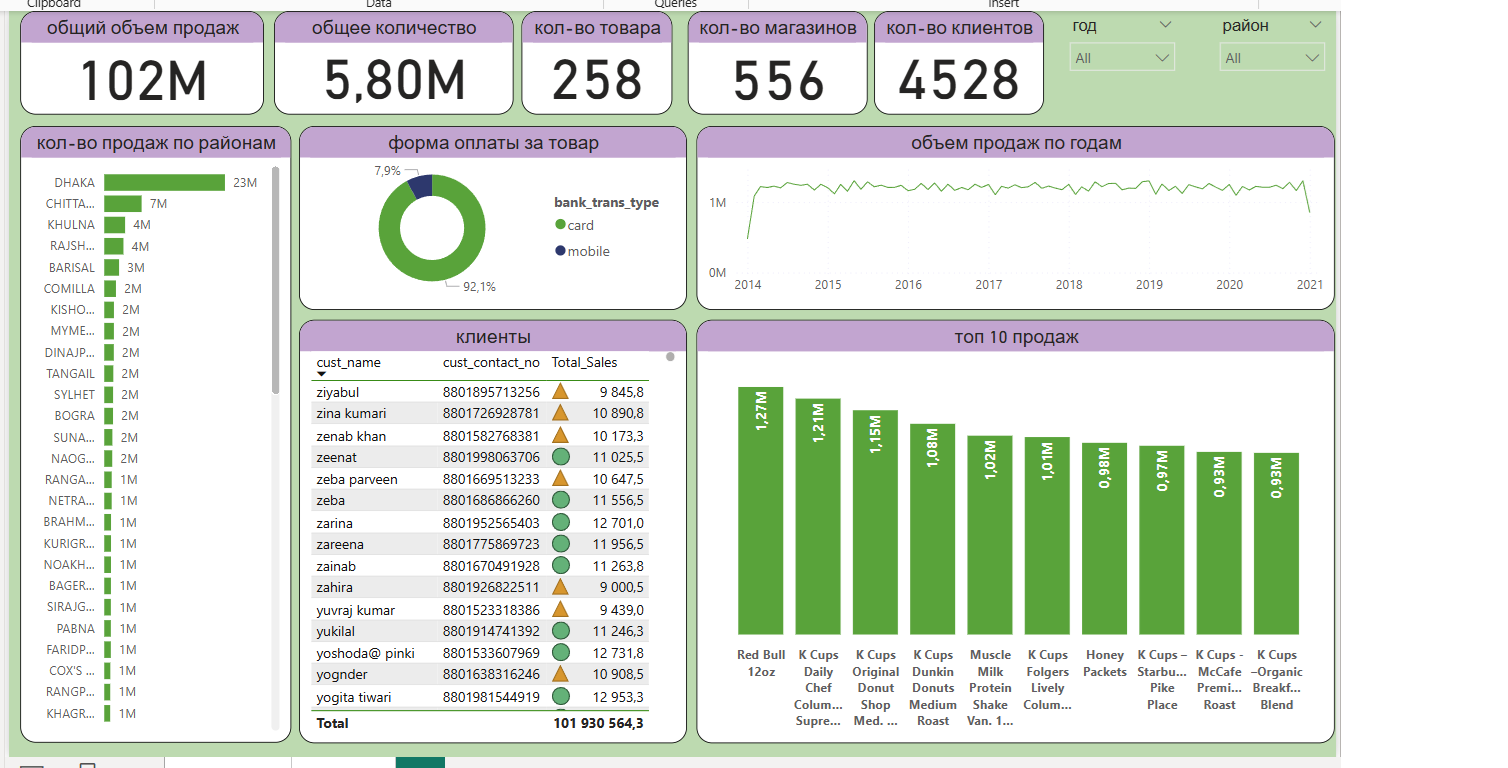 Clipboard Data Queries Insert
общий объем продаж
102M
общее количество
5,80M
кол-во товара
258
кол-во магазинов
556
кол-во клиентов
4528
год
All
район
All
кол-во продаж по районам
DHAKA 23M
CHITTA... 7M
KHULNA 4M
RAJSH... 4M
BARISAL 3M
COMILLA 2M
KISHO... 2M
MYME... 2M
DINAJP... 2M
TANGAIL 2M
SYLHET 2M
BOGRA 2M
SUNA... 2M
NAOG... 2M
RANGA... 1M
NETRA... 1M
BRAHM... 1M
KURIGR... 1M
NOAKH... 1M
BAGER... 1M
SIRAJG... 1M
PABNA 1M
FARIDP... 1M
COX'S ... 1M
RANGP... 1M
KHAGR... 1M
форма оплаты за товар
7,9%
92,1%
bank_trans_type
card
mobile
объем продаж по годам
1M
0M
2014 2015 2016 2017 2018 2019 2020 2021
клиенты
cust_name cust_contact_no Total_Sales
ziyabul 8801895713256 9 845,8
zina kumari 8801726928781 10 890,8
zenab khan 8801582768381 10 173,3
zeenat 8801998063706 11 025,5
zeba parveen 8801669513233 10 647,5
zeba 8801686866260 11 556,5
zarina 8801952565403 12 701,0
zareena 8801775869723 11 956,5
zainab 8801670491928 11 263,8
zahira 8801926822511 9 000,5
yuvraj kumar 8801523318386 9 439,0
yukilal 8801914741392 11 246,3
yoshoda@ pinki 8801533607969 12 731,8
yognder 8801638316246 10 908,5
yogita tiwari 8801981544919 12 953,3
Total 101 930 564,3
топ 10 продаж
1,27M 1,21M 1,15M 1,08M 1,02M 1,01M 0,98M 0,97M 0,93M 0,93M
Red Bull
12oz
K Cups
Daily
Chef
Colum...
Supre...
K Cups
Original
Donut
Shop
Med. ...
K Cups
Dunkin
Donuts
Medium
Roast
Muscle
Milk
Protein
Shake
Van. 1...
K Cups
Folgers
Lively
Colum...
Honey
Packets
K Cups –
Starbu...
Pike
Place
K Cups -
McCafe
Premi...
Roast
K Cups
–Organic
Breakf...
Blend